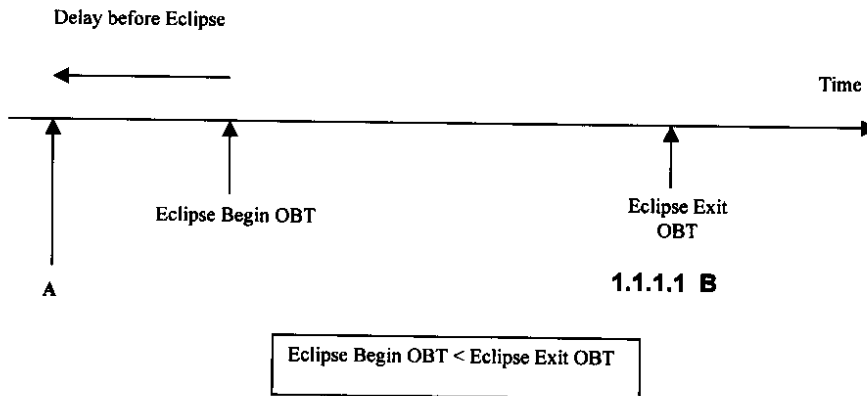 Delay before Eclipse
Time
Eclipse Begin OBT
Eclipse Exit
OBT
A
1.1.1.1 B
Eclipse Begin OBT < Eclipse Exit OBT